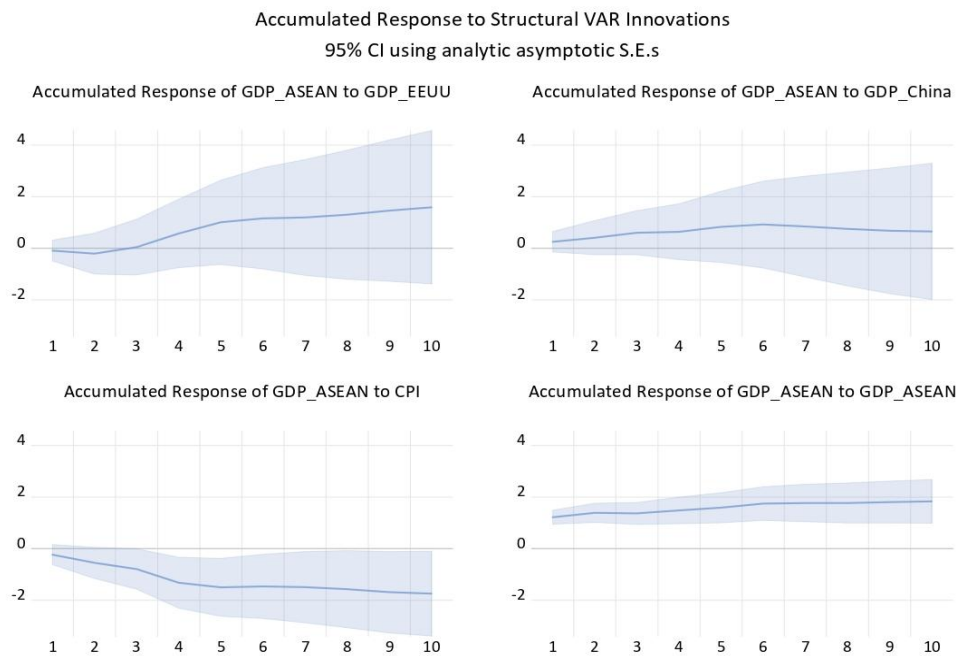 Accumulated Response to Structural VAR Innovations
95% CI using analytic asymptotic S.E.s
Accumulated Response of GDP_ASEAN to GDP_EEUU
4
2
0
-2
1 2 3 4 5 6 7 8 9 10
Accumulated Response of GDP_ASEAN to GDP_China
4
2
0
-2
1 2 3 4 5 6 7 8 9 10
Accumulated Response of GDP_ASEAN to CPI
4
2
0
-2
1 2 3 4 5 6 7 8 9 10
Accumulated Response of GDP_ASEAN to GDP_ASEAN
4
2
0
-2
1 2 3 4 5 6 7 8 9 10